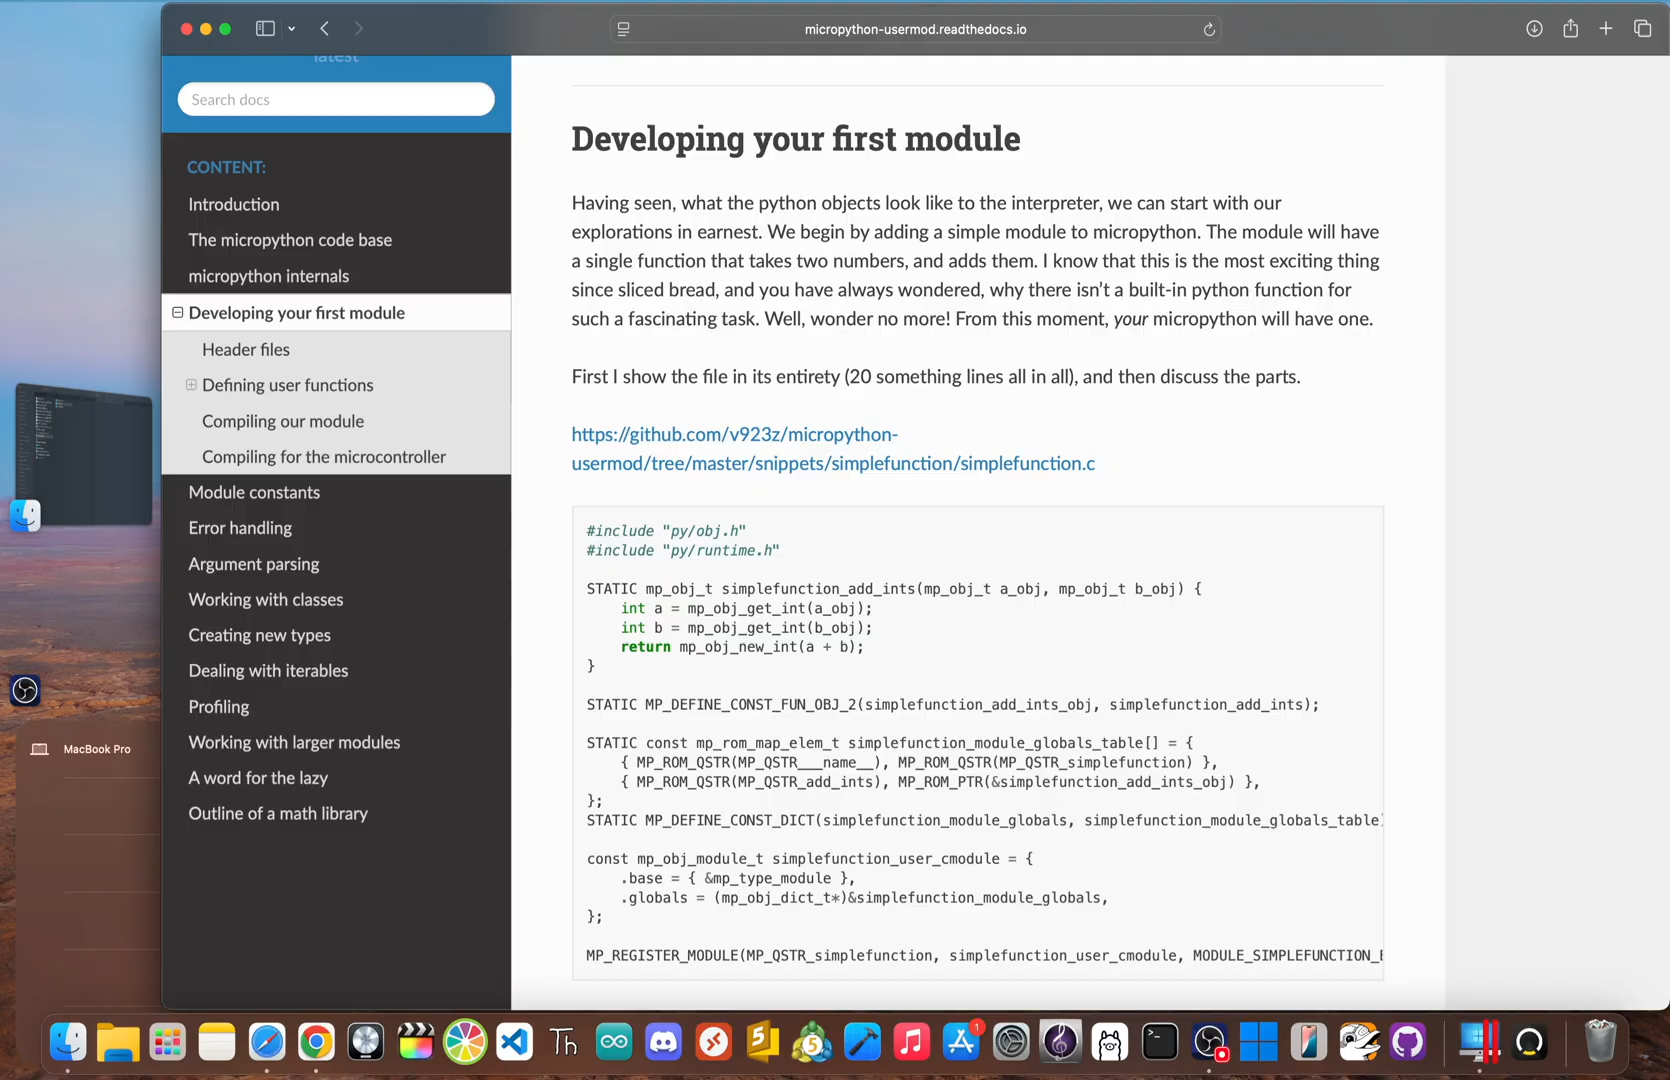 micropython-usermod.readthedocs.io
latest
Search docs
CONTENT:
Introduction
The micropython code base
micropython internals
Developing your first module
Header files
Defining user functions
Compiling our module
Compiling for the microcontroller
Module constants
Error handling
Argument parsing
Working with classes
Creating new types
Dealing with iterables
Profiling
Working with larger modules
A word for the lazy
Outline of a math library
Developing your first module
Having seen, what the python objects look like to the interpreter, we can start with our
explorations in earnest. We begin by adding a simple module to micropython. The module will have
a single function that takes two numbers, and adds them. I know that this is the most exciting thing
since sliced bread, and you have always wondered, why there isn't a built-in python function for
such a fascinating task. Well, wonder no more! From this moment, your micropython will have one.
First I show the file in its entirety (20 something lines all in all), and then discuss the parts.
https://github.com/v923z/micropython-
usermod/tree/master/snippets/simplefunction/simplefunction.c
#include "py/obj.h"
#include "py/runtime.h"
STATIC mp_obj_t simplefunction_add_ints(mp_obj_t a_obj, mp_obj_t b_obj) {
    int a = mp_obj_get_int(a_obj);
    int b = mp_obj_get_int(b_obj);
    return mp_obj_new_int(a + b);
}
STATIC MP_DEFINE_CONST_FUN_OBJ_2(simplefunction_add_ints_obj, simplefunction_add_ints);
STATIC const mp_rom_map_elem_t simplefunction_module_globals_table[] = {
    { MP_ROM_QSTR(MP_QSTR___name__), MP_ROM_QSTR(MP_QSTR_simplefunction) },
    { MP_ROM_QSTR(MP_QSTR_add_ints), MP_ROM_PTR(&simplefunction_add_ints_obj) },
};
STATIC MP_DEFINE_CONST_DICT(simplefunction_module_globals, simplefunction_module_globals_table)
const mp_obj_module_t simplefunction_user_cmodule = {
    .base = { &mp_type_module },
    .globals = (mp_obj_dict_t*)&simplefunction_module_globals,
};
MP_REGISTER_MODULE(MP_QSTR_simplefunction, simplefunction_user_cmodule, MODULE_SIMPLEFUNCTION_E
MacBook Pro
Th
5
5
1